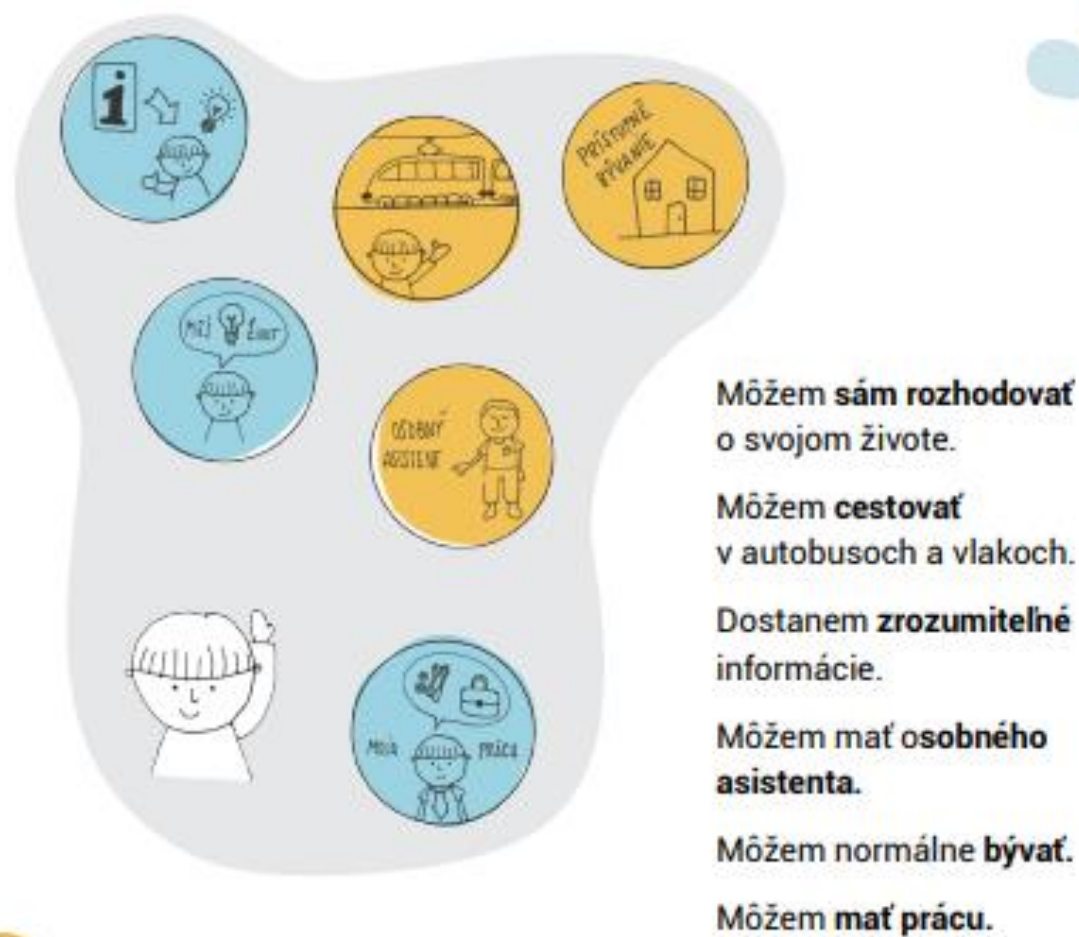 i
PRÍSTUPNÉ
BÝVANIE
MÔJ ŽIVOT
OSOBNÝ
ASISTENT
MOJA PRÁCA
Môžem sám rozhodovať
o svojom živote.
Môžem cestovať
v autobusoch a vlakoch.
Dostanem zrozumiteľné
informácie.
Môžem mať osobného
asistenta.
Môžem normálne bývať.
Môžem mať prácu.